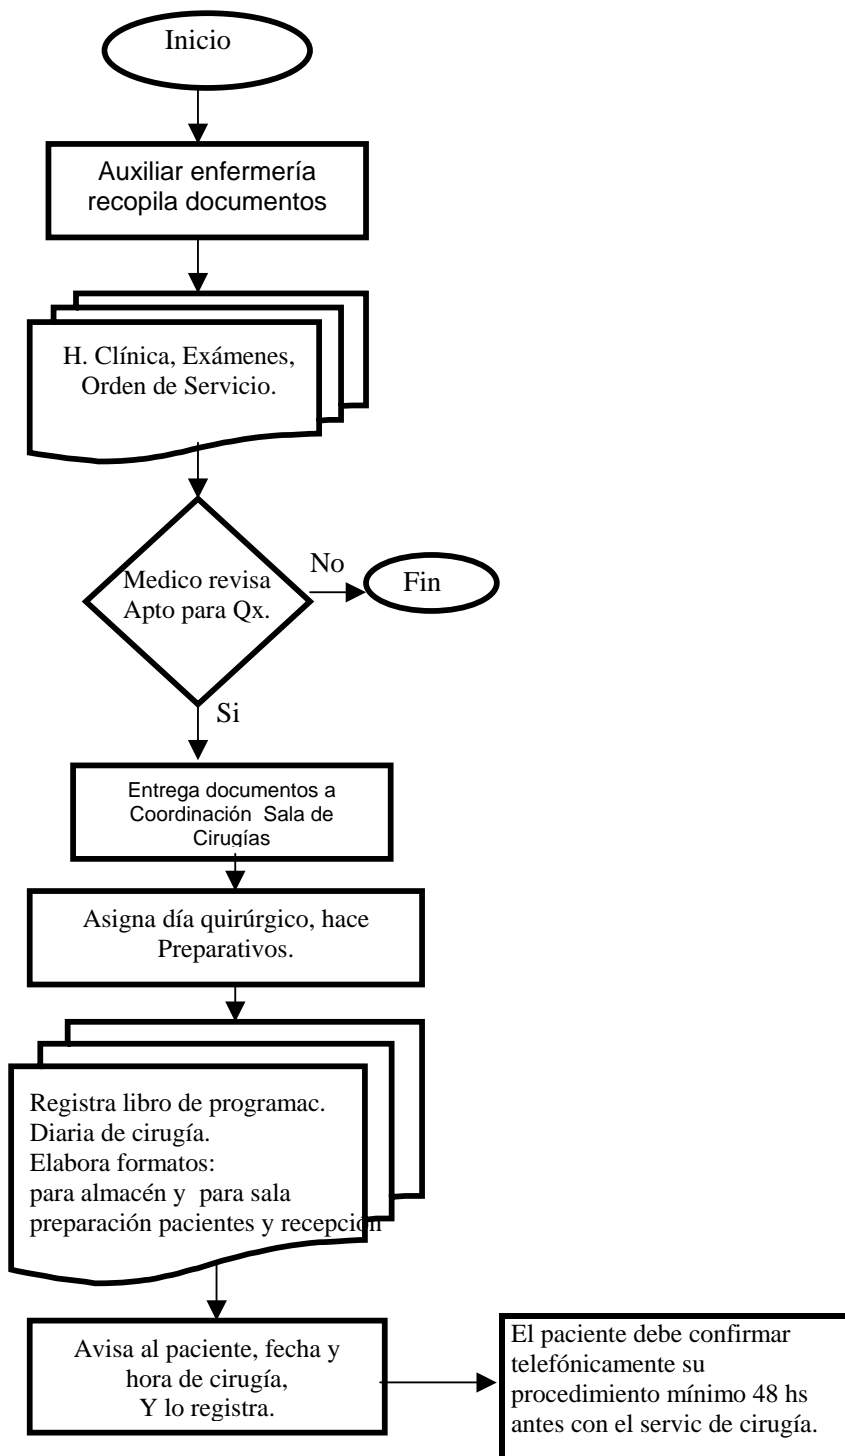 Inicio
Auxiliar enfermería
recopila documentos
H. Clínica, Exámenes,
Orden de Servicio.
Medico revisa
Apto para Qx.
No
Fin
Si
Entrega documentos a
Coordinación Sala de
Cirugías
Asigna día quirúrgico, hace
Preparativos.
Registra libro de programac.
Diaria de cirugía.
Elabora formatos:
para almacén y para sala
preparación pacientes y recepción
Avisa al paciente, fecha y
hora de cirugía,
Y lo registra.
El paciente debe confirmar
telefónicamente su
procedimiento mínimo 48 hs
antes con el servic de cirugía.